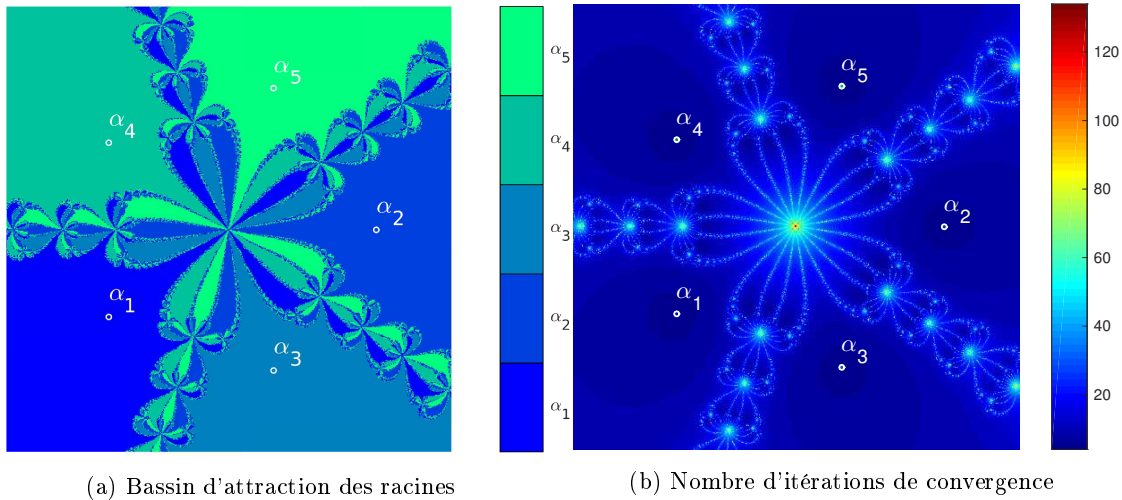 α5
α4
α2
α1
α3
α5
α4
α3
α2
α1
α5
α4
α2
α1
α3
120
100
80
60
40
20
(a) Bassin d'attraction des racines
(b) Nombre d'itérations de convergence